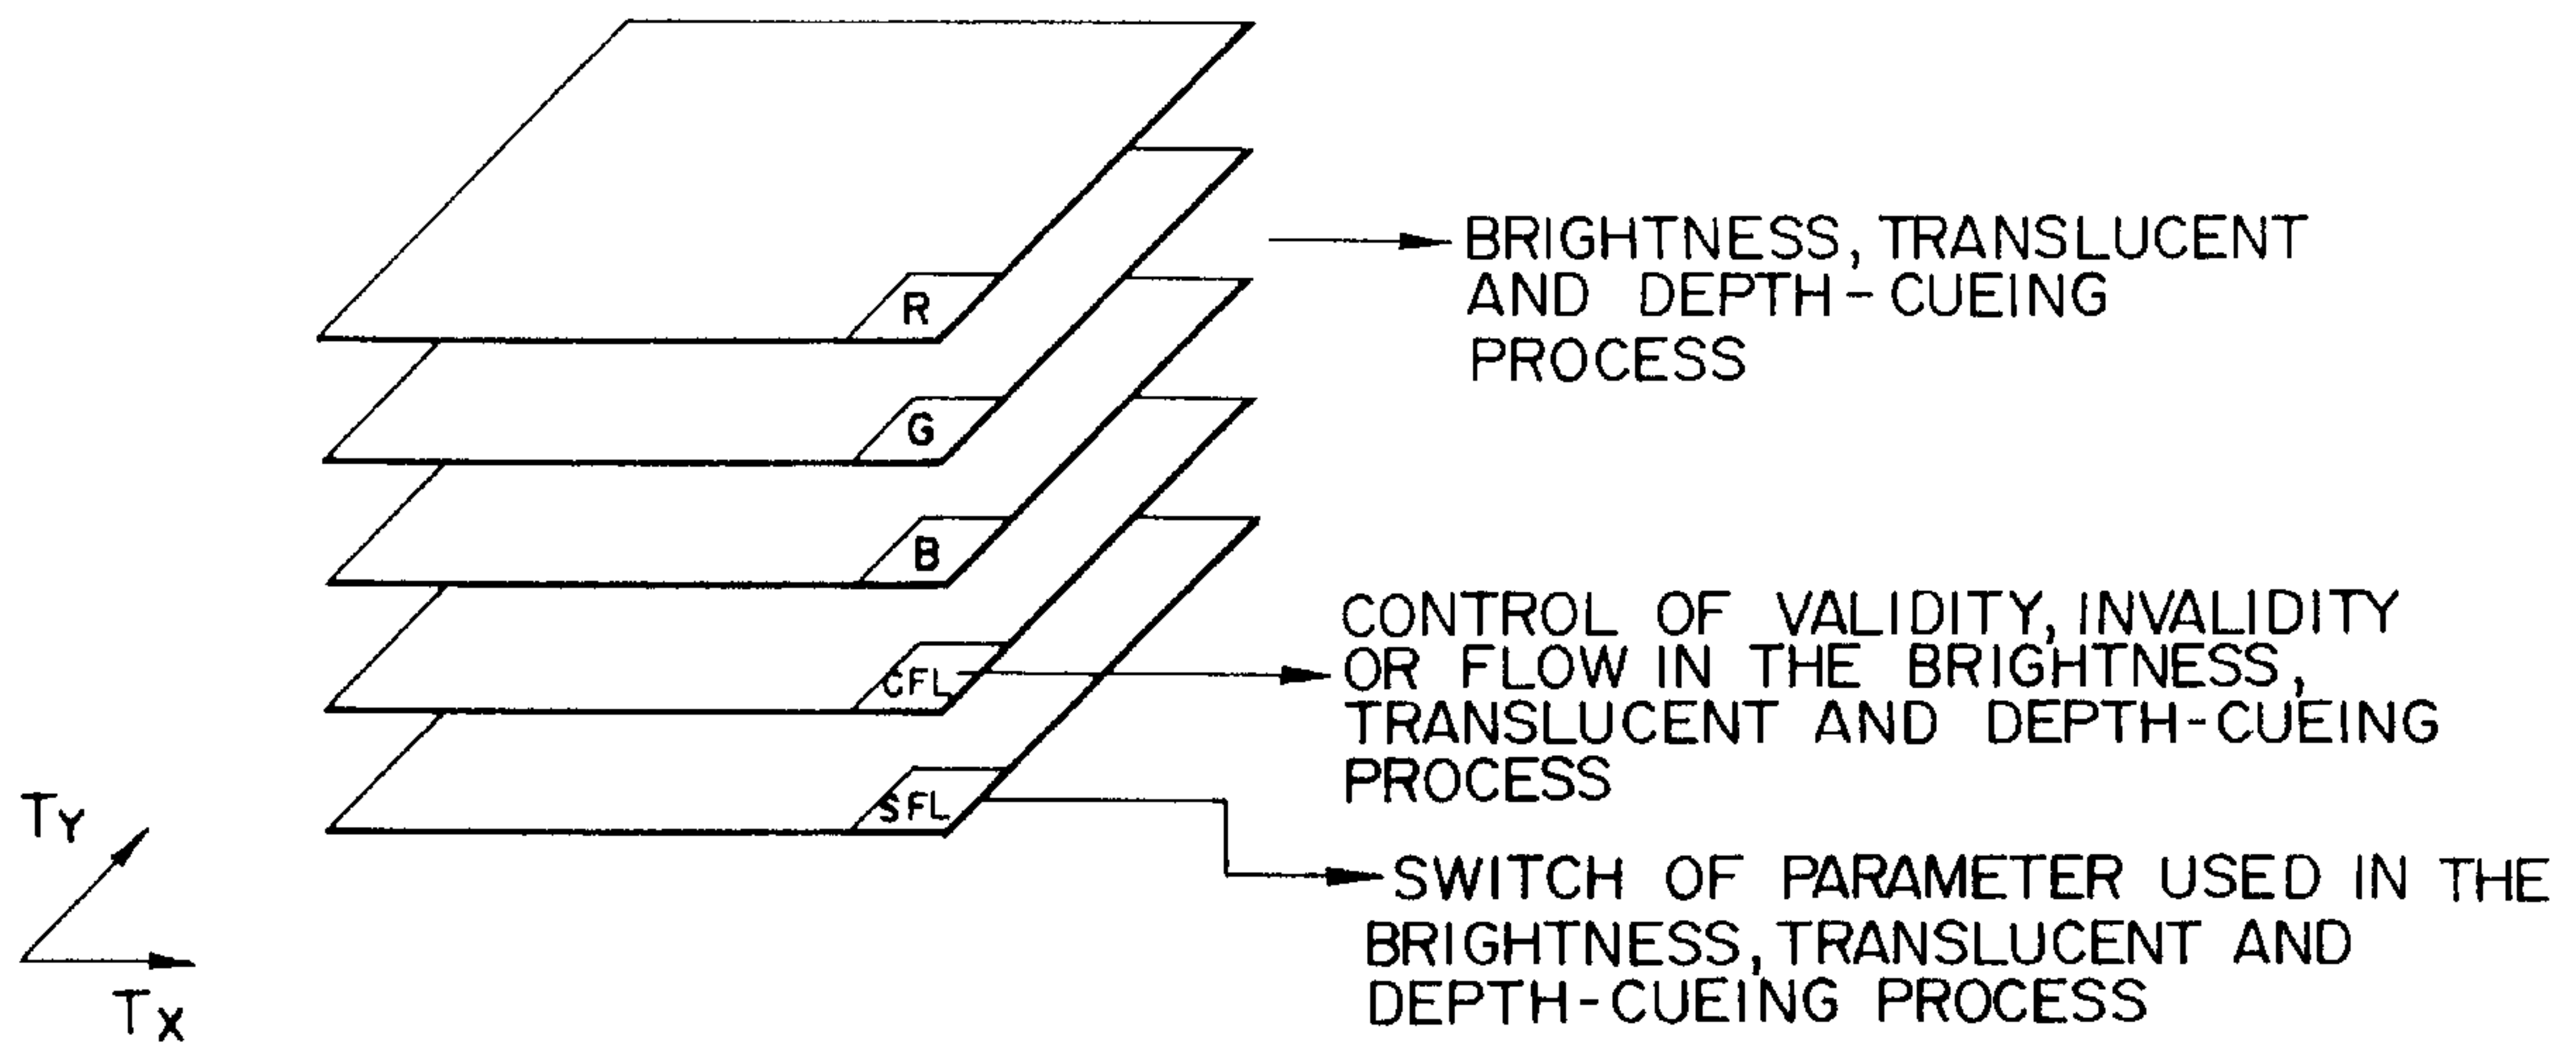 R
G
B
CFL
SFL
BRIGHTNESS, TRANSLUCENT
AND DEPTH-CUEING
PROCESS
CONTROL OF VALIDITY, INVALIDITY
OR FLOW IN THE BRIGHTNESS,
TRANSLUCENT AND DEPTH-CUEING
PROCESS
SWITCH OF PARAMETER USED IN THE
BRIGHTNESS, TRANSLUCENT AND
DEPTH-CUEING PROCESS
TY
TX